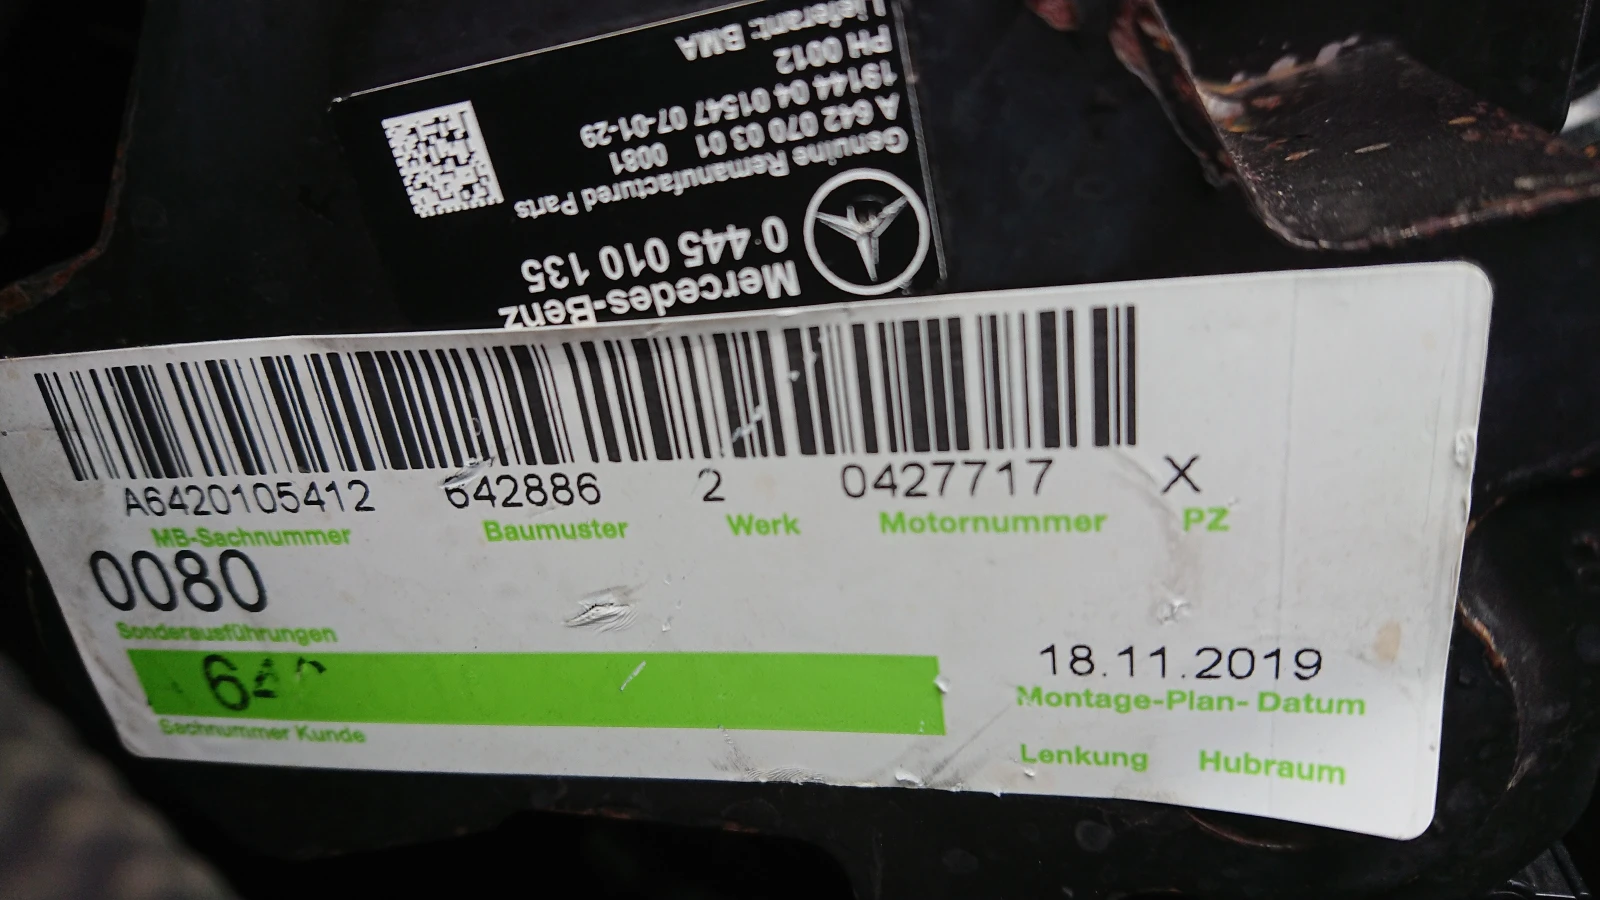 Mercedes-Benz
0 445 010 135
Genuine Remanufactured Parts
A 642 070 03 01 0081
19144 04 01547 07-01-29
PH 0012
Lieferant: BMA
A6420105412 642886 2 0427717 X
MB-Sachnummer Baumuster Werk Motornummer PZ
0080
Sonderausführungen
18.11.2019
Montage-Plan-Datum
Sachnummer Kunde
Lenkung Hubraum